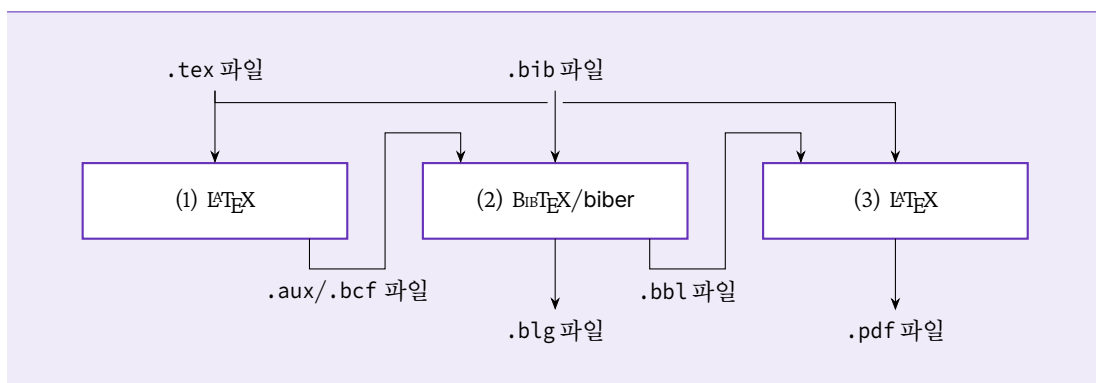 .tex 파일
.bib 파일
(1) LATEX
(2) BIBTEX/biber
(3) LATEX
.aux/.bcf 파일
.bbl 파일
.blg 파일
.pdf 파일